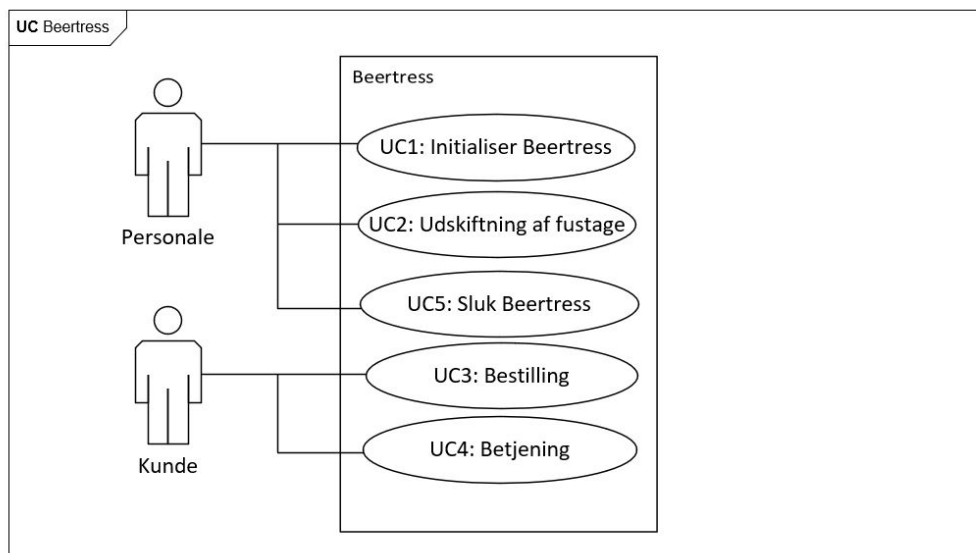 UC Beertress
Beertress
UC1: Initialiser Beertress
UC2: Udskiftning af fustage
Personale
UC5: Sluk Beertress
UC3: Bestilling
UC4: Betjening
Kunde